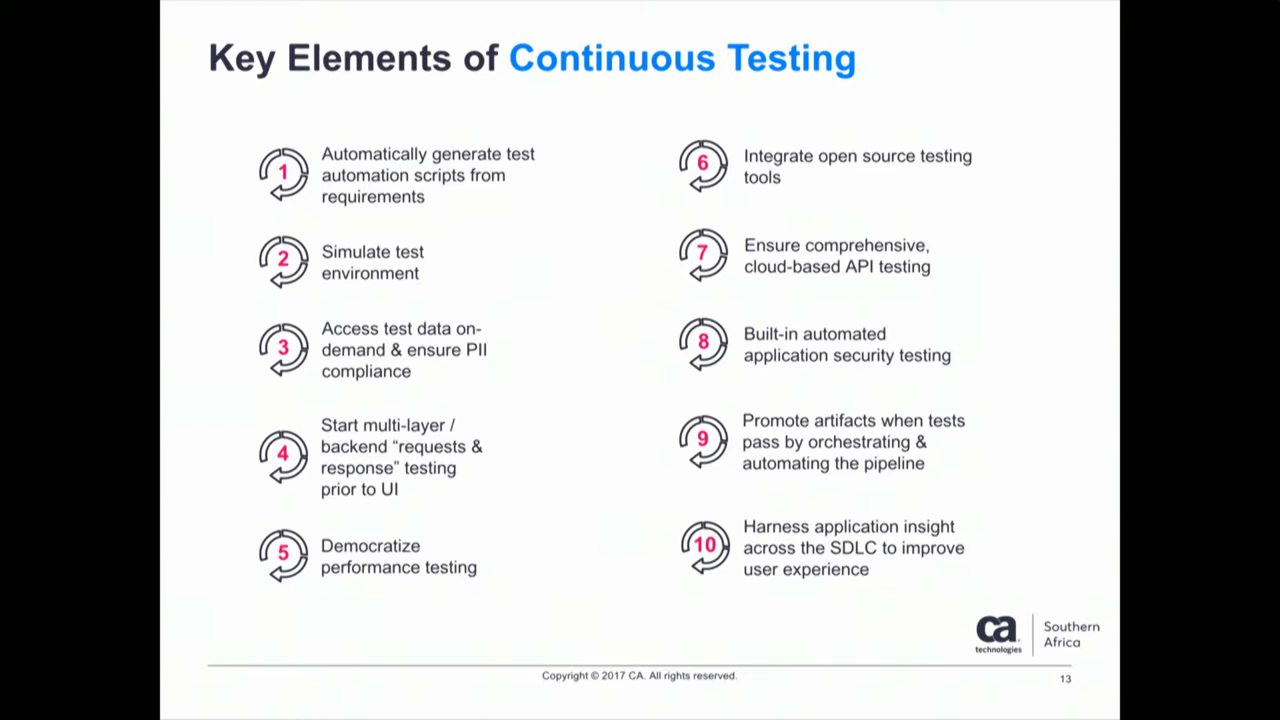 Key Elements of Continuous Testing
1
Automatically generate test
automation scripts from
requirements
2
Simulate test
environment
3
Access test data on-
demand & ensure PII
compliance
4
Start multi-layer /
backend “requests &
response” testing
prior to UI
5
Democratize
performance testing
6
Integrate open source testing
tools
7
Ensure comprehensive,
cloud-based API testing
8
Built-in automated
application security testing
9
Promote artifacts when tests
pass by orchestrating &
automating the pipeline
10
Harness application insight
across the SDLC to improve
user experience
ca
technologies
Southern
Africa
Copyright © 2017 CA. All rights reserved.
13